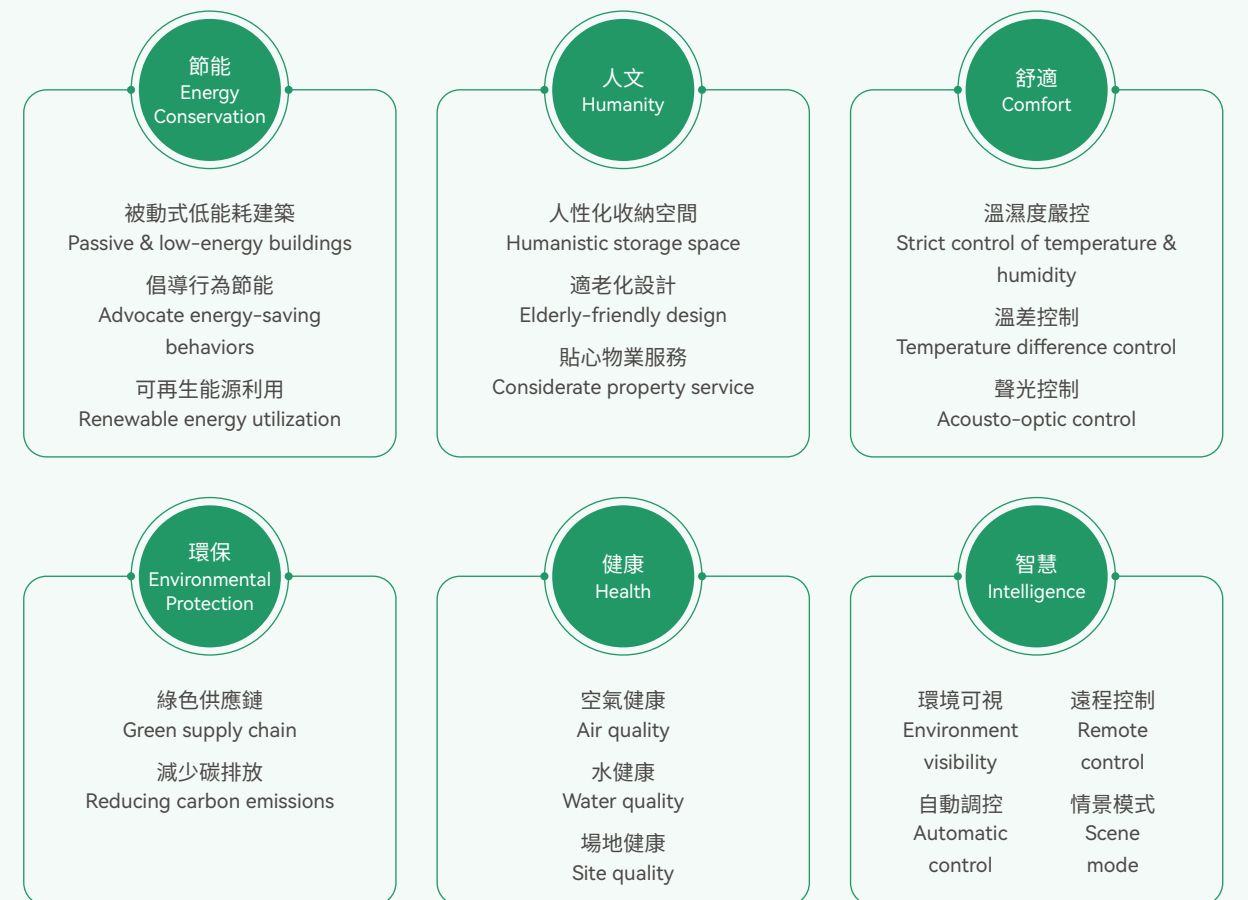 節能
Energy
Conservation
被動式低能耗建築
Passive & low-energy buildings
倡導行為節能
Advocate energy-saving
behaviors
可再生能源利用
Renewable energy utilization
人文
Humanity
人性化收納空間
Humanistic storage space
適老化設計
Elderly-friendly design
貼心物業服務
Considerate property service
舒適
Comfort
溫濕度嚴控
Strict control of temperature &
humidity
溫差控制
Temperature difference control
聲光控制
Acousto-optic control
環保
Environmental
Protection
綠色供應鏈
Green supply chain
減少碳排放
Reducing carbon emissions
健康
Health
空氣健康
Air quality
水健康
Water quality
場地健康
Site quality
智慧
Intelligence
環境可視
Environment
visibility
遠程控制
Remote
control
自動調控
Automatic
control
情景模式
Scene
mode